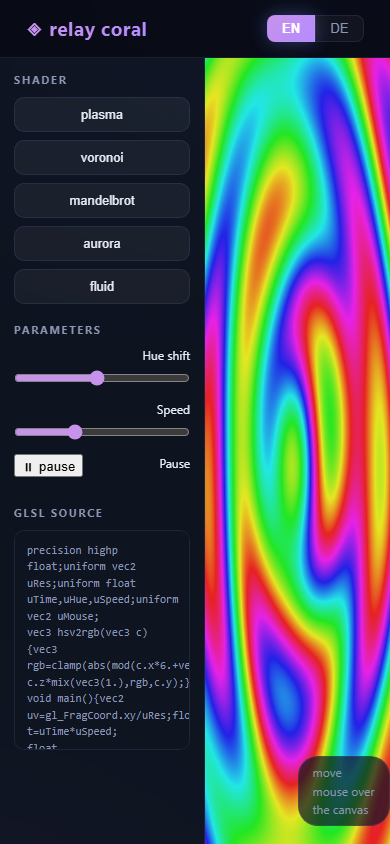 ◈ relay coral
EN DE
SHADER
plasma
voronoi
mandelbrot
aurora
fluid
PARAMETERS
Hue shift
Speed
⏸ pause Pause
GLSL SOURCE
precision highp
float;uniform vec2
uRes;uniform float
uTime,uHue,uSpeed;uniform
vec2 uMouse;
vec3 hsv2rgb(vec3 c)
{vec3
rgb=clamp(abs(mod(c.x*6.+ve
c.z*mix(vec3(1.),rgb,c.y);}
void main(){vec2
uv=gl_FragCoord.xy/uRes;flo
t=uTime*uSpeed;
float
move
mouse over
the canvas